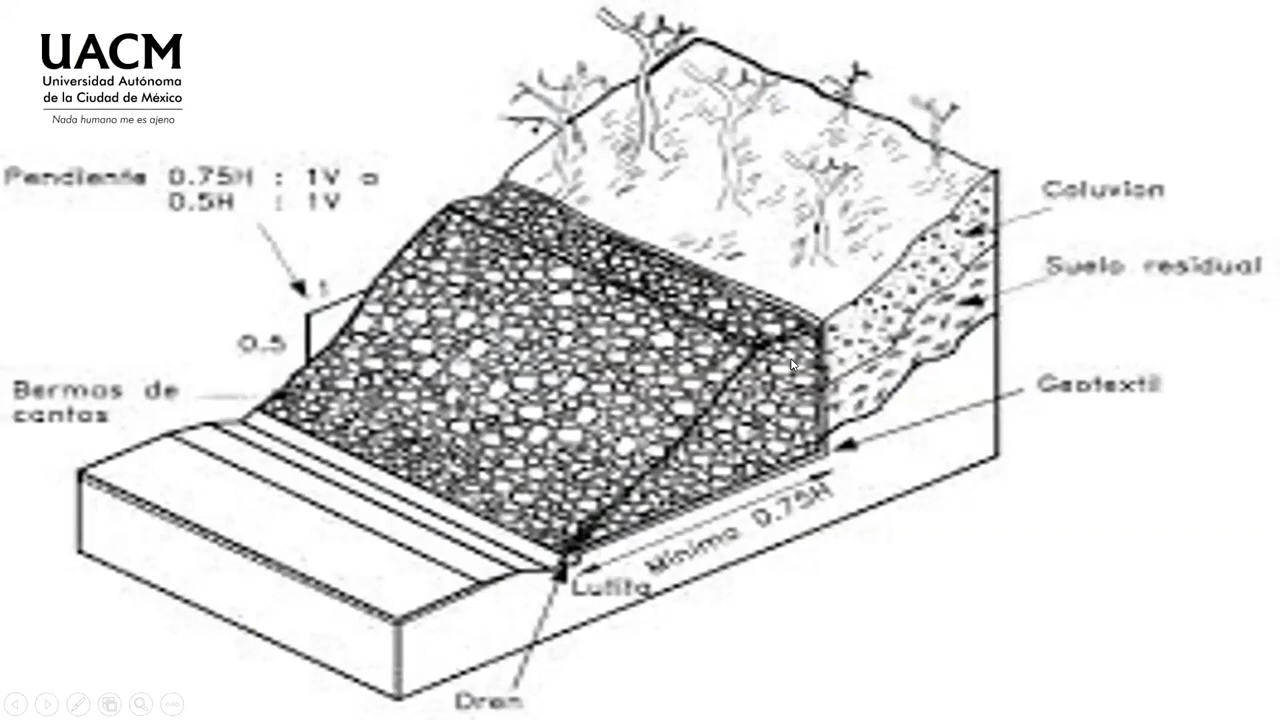 UACM
Universidad Autónoma
de la Ciudad de México
Nada humano me es ajeno
Pendiente 0.75H : 1V a
0.5H : 1V
1
0.5
Bermas de
cantos
Coluvion
Suelo residual
Geotextil
Minimo 0.75H
Lutita
Dren